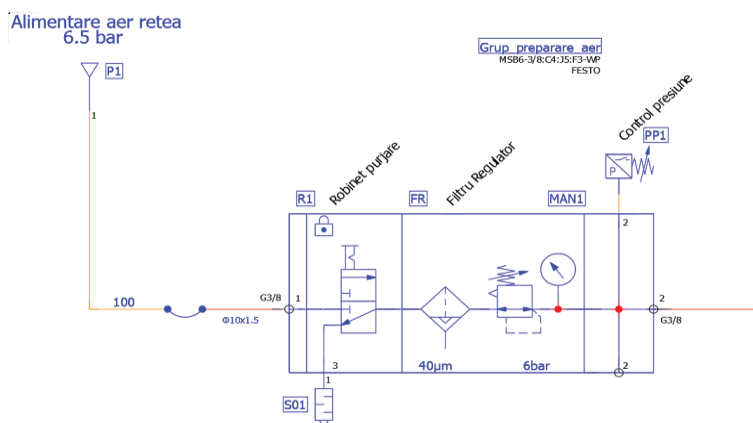 Alimentare aer retea
6.5 bar
P1
1
Grup preparare aer
MSB6-3/8:C4:J5:F3-WP
FESTO
Control presiune
PP1
P
Robinet purjare
Filtru Regulator
R1
FR
MAN1
2
100
G3/8
1
2
Φ10x1.5
G3/8
3
40µm
6bar
2
1
S01